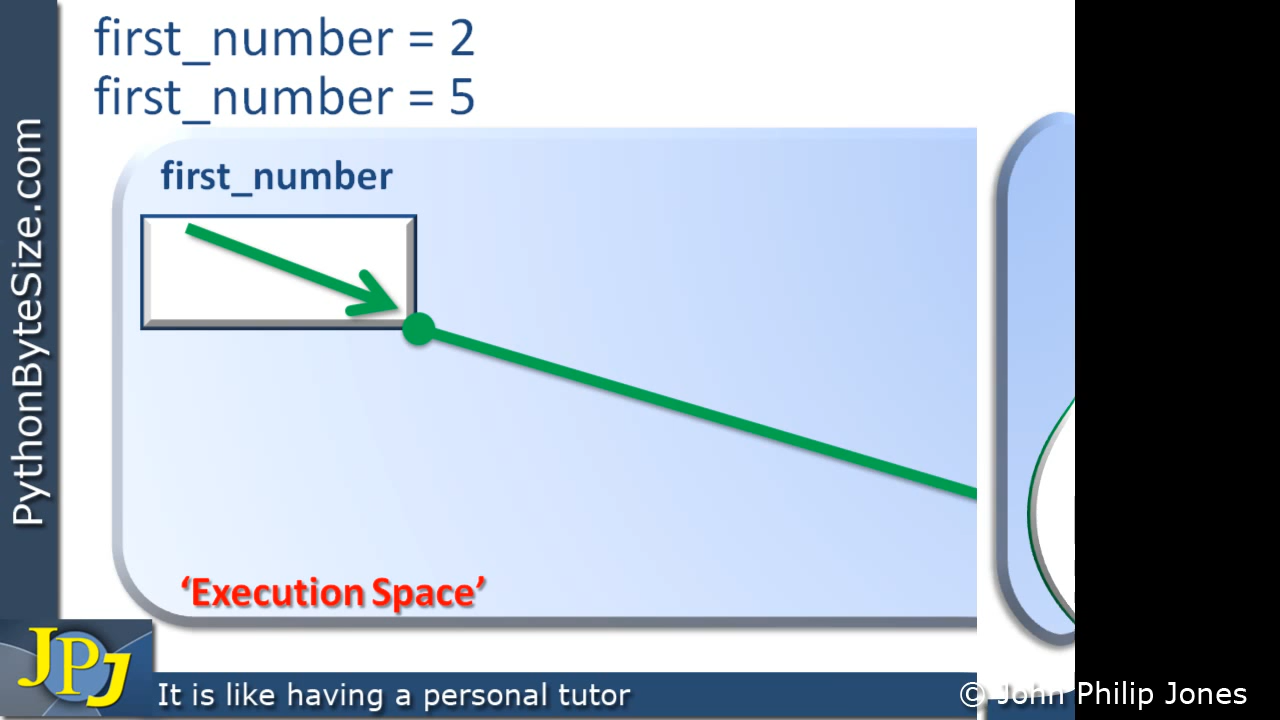 first_number = 2
first_number = 5
first_number
'Execution Space'
PythonByteSize.com
JPJ
It is like having a personal tutor
© John Philip Jones